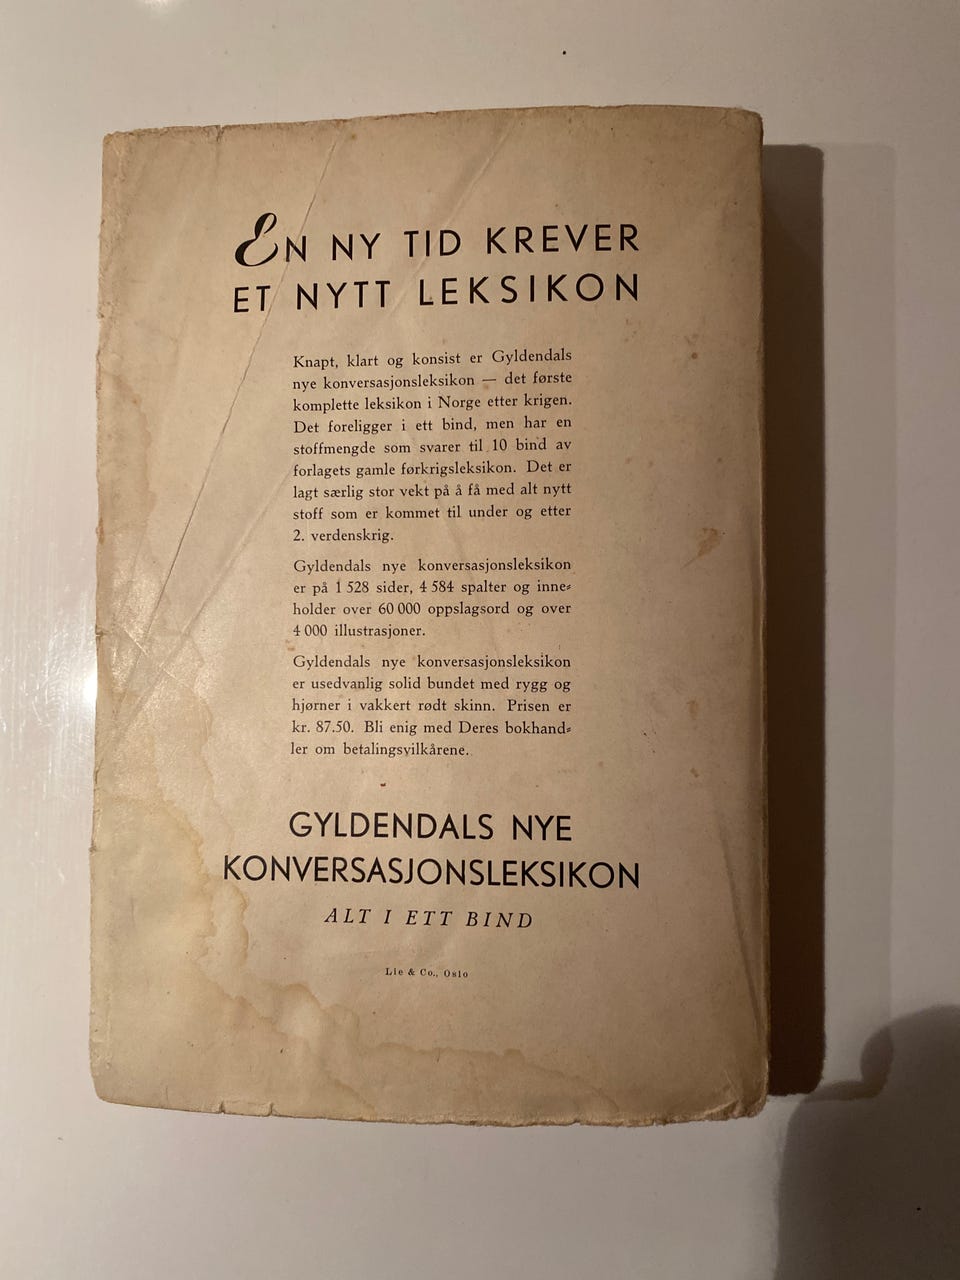 EN NY TID KREVER
ET NYTT LEKSIKON
Knapt, klart og konsist er Gyldendals
nye konversasjonsleksikon — det første
komplette leksikon i Norge etter krigen.
Det foreligger i ett bind, men har en
stoffmengde som svarer til 10 bind av
forlagets gamle førkrigsleksikon. Det er
lagt særlig stor vekt på å få med alt nytt
stoff som er kommet til under og etter
2. verdenskrig.
Gyldendals nye konversasjonsleksikon
er på 1 528 sider, 4 584 spalter og inne-
holder over 60 000 oppslagsord og over
4 000 illustrasjoner.
Gyldendals nye konversasjonsleksikon
er usedvanlig solid bundet med rygg og
hjørner i vakkert rødt skinn. Prisen er
kr. 87.50. Bli enig med Deres bokhand-
ler om betalingsvilkårene.
GYLDENDALS NYE
KONVERSASJONSLEKSIKON
ALT I ETT BIND
Lie & Co., Oslo